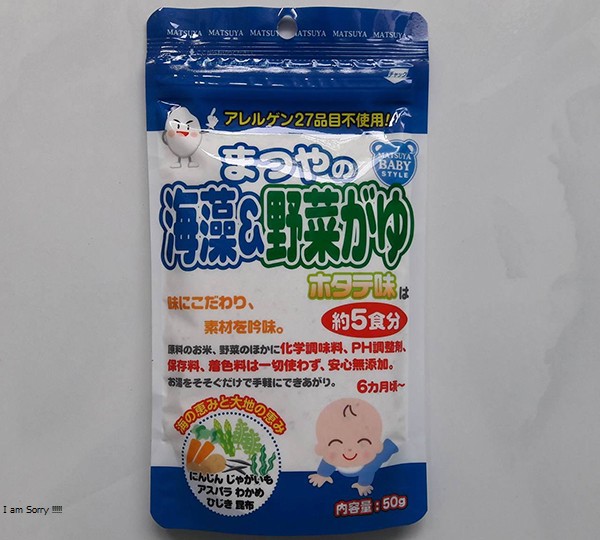 MATSUYA MATSUYA MATSUYA MATSUYA MATSUYA MATSUYA
チャック
アレルゲン27品目不使用!!
まつやの
MATSUYA
BABY
STYLE
海藻&野菜がゆ
ホタテ味は
味にこだわり、
素材を吟味。
約5食分
原料のお米、野菜のほかに化学調味料、PH調整剤、
保存料、着色料は一切使わず、安心無添加。
お湯をそそぐだけで手軽にできあがり。
6カ月頃〜
海の恵みと大地の恵み
にんじん じゃがいも
アスパラ わかめ
ひじき 昆布
内容量:50g
I am Sorry !!!!!